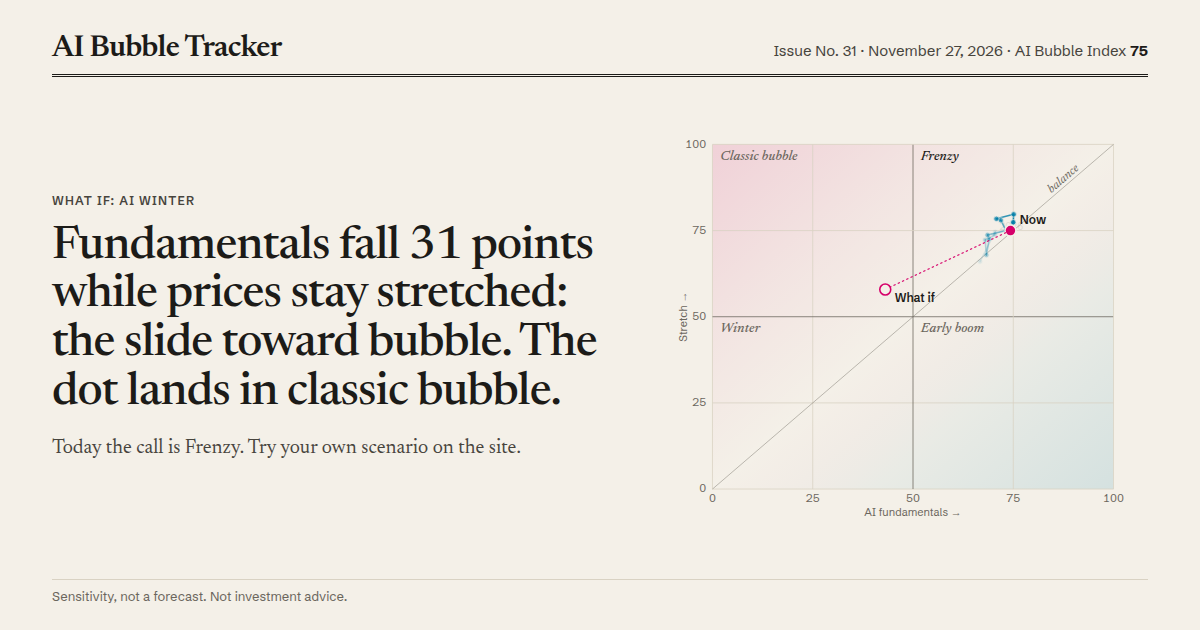 AI Bubble Tracker
Issue No. 31 · November 27, 2026 · AI Bubble Index 75
WHAT IF: AI WINTER
Fundamentals fall 31 points
while prices stay stretched:
the slide toward bubble. The
dot lands in classic bubble.
Today the call is Frenzy. Try your own scenario on the site.
100
Classic bubble
Frenzy
balance
Now
75
What if
Stretch →
50
Winter
Early boom
25
0
0 25 50 75 100
AI fundamentals →
Sensitivity, not a forecast. Not investment advice.